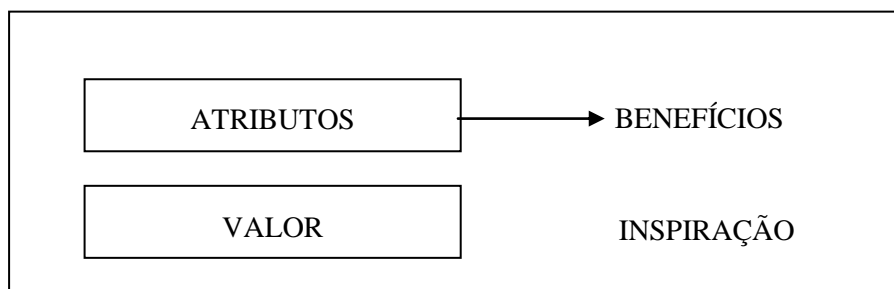 ATRIBUTOS
BENEFÍCIOS
VALOR
INSPIRAÇÃO